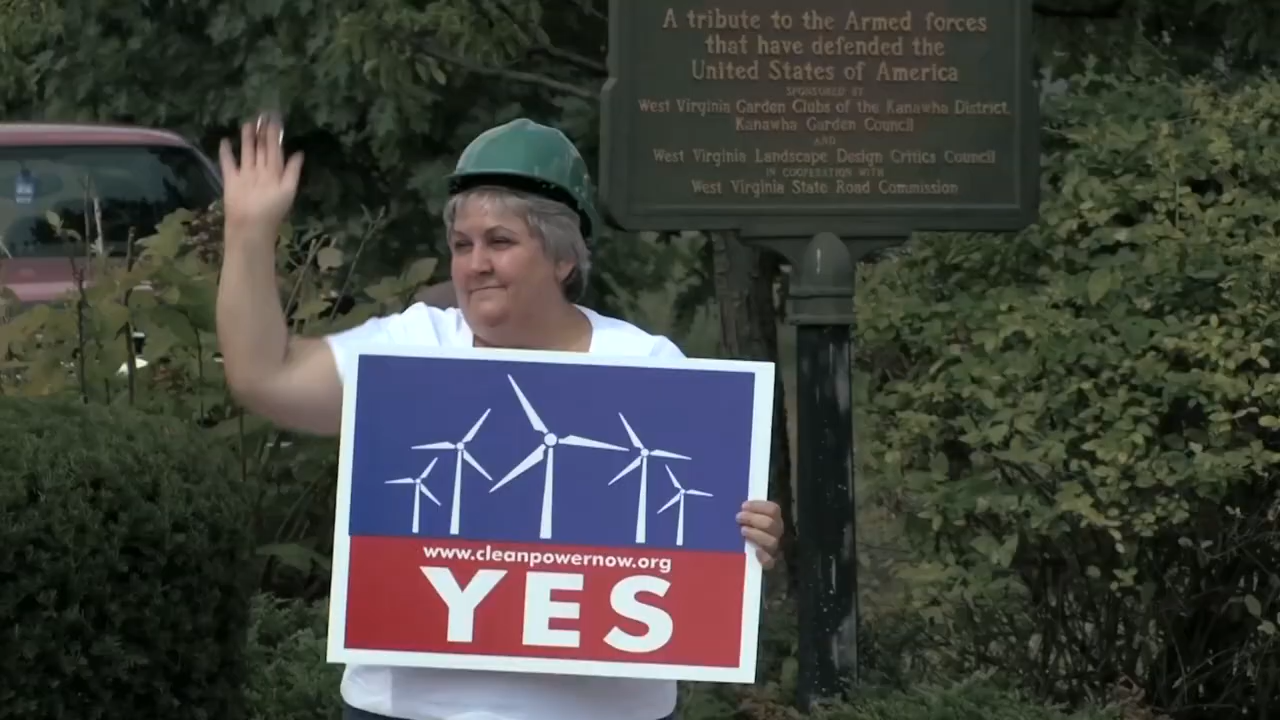 A tribute to the Armed forces
that have defended the
United States of America
SPONSORED BY
West Virginia Garden Clubs of the Kanawha District,
Kanawha Garden Council
AND
West Virginia Landscape Design Critics Council
IN COOPERATION WITH
West Virginia State Road Commission
www.cleanpowernow.org
YES